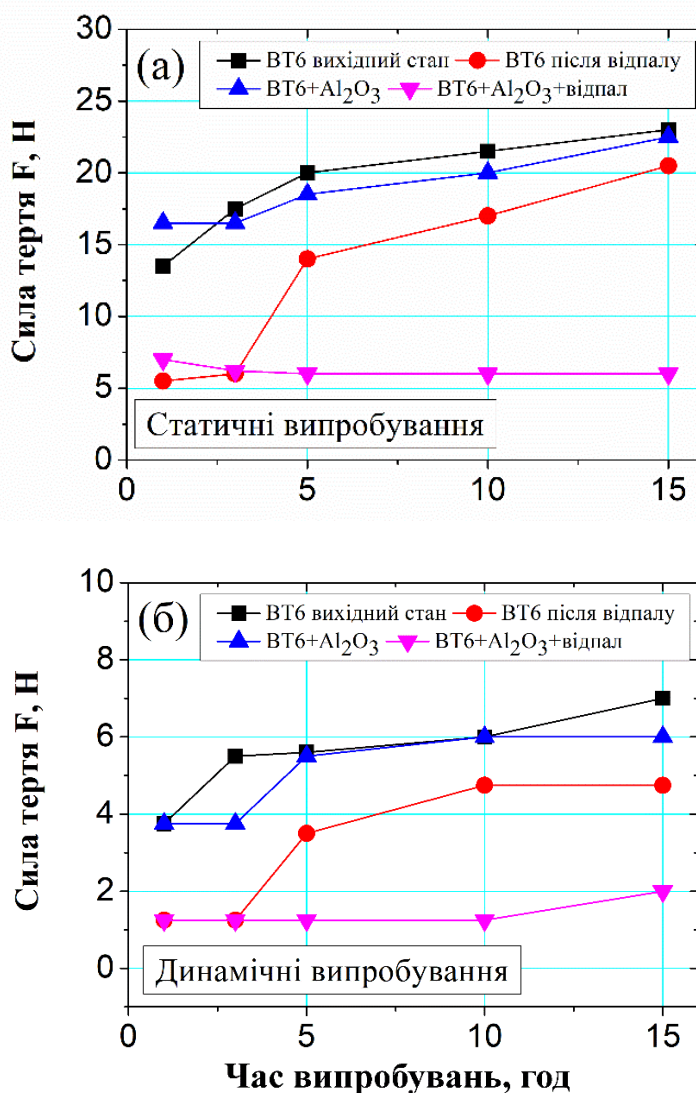 (а)
ВТ6 вихідний стан ВТ6 після відпалу
ВТ6+Al₂O₃ ВТ6+Al₂O₃+відпал
30
25
20
15
10
5
0
Сила тертя F, Н
Статичні випробування
0 5 10 15
(б)
ВТ6 вихідний стан ВТ6 після відпалу
ВТ6+Al₂O₃ ВТ6+Al₂O₃+відпал
10
8
6
4
2
0
Сила тертя F, Н
Динамічні випробування
0 5 10 15
Час випробувань, год